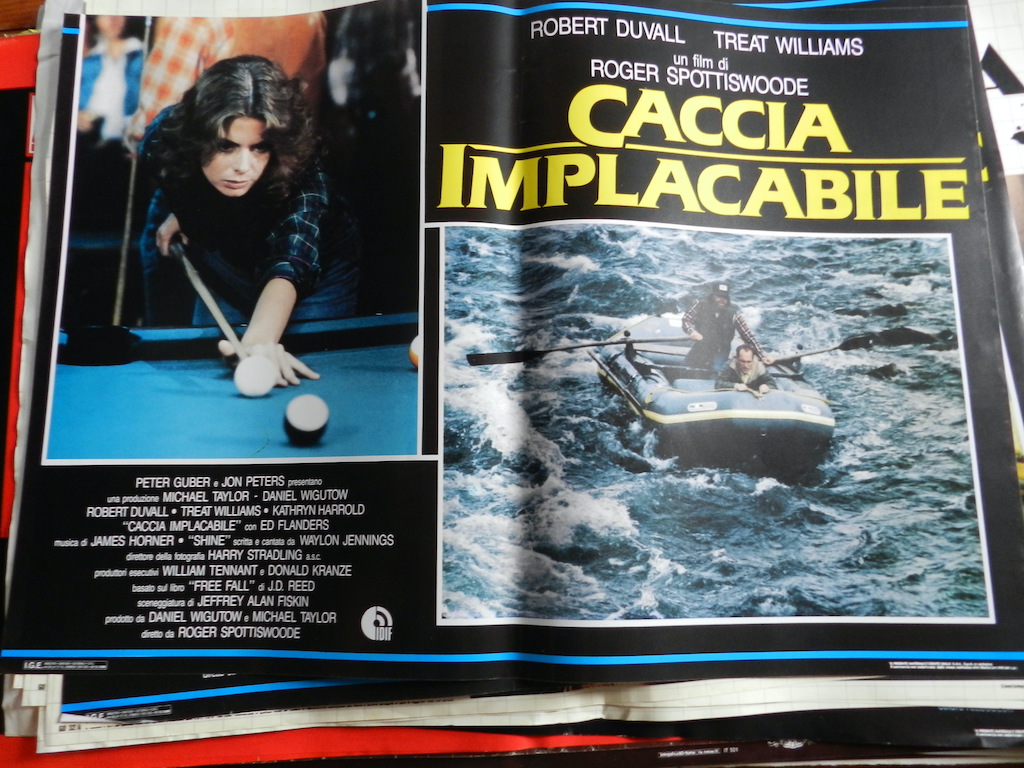 ROBERT DUVALL TREAT WILLIAMS
un film di
ROGER SPOTTISWOODE
CACCIA
IMPLACABILE
PETER GUBER e JON PETERS presentano
una produzione MICHAEL TAYLOR - DANIEL WIGUTOW
ROBERT DUVALL • TREAT WILLIAMS • KATHRYN HARROLD
"CACCIA IMPLACABILE" con ED FLANDERS
musica di JAMES HORNER • "SHINE" scritta e cantata da WAYLON JENNINGS
direttore della fotografia HARRY STRADLING a.s.c.
produttori esecutivi WILLIAM TENNANT e DONALD KRANZE
basato sul libro "FREE FALL" di J.D. REED
sceneggiatura di JEFFREY ALAN FISKIN
prodotto da DANIEL WIGUTOW e MICHAEL TAYLOR
diretto da ROGER SPOTTISWOODE
IDIF
I.G.E.